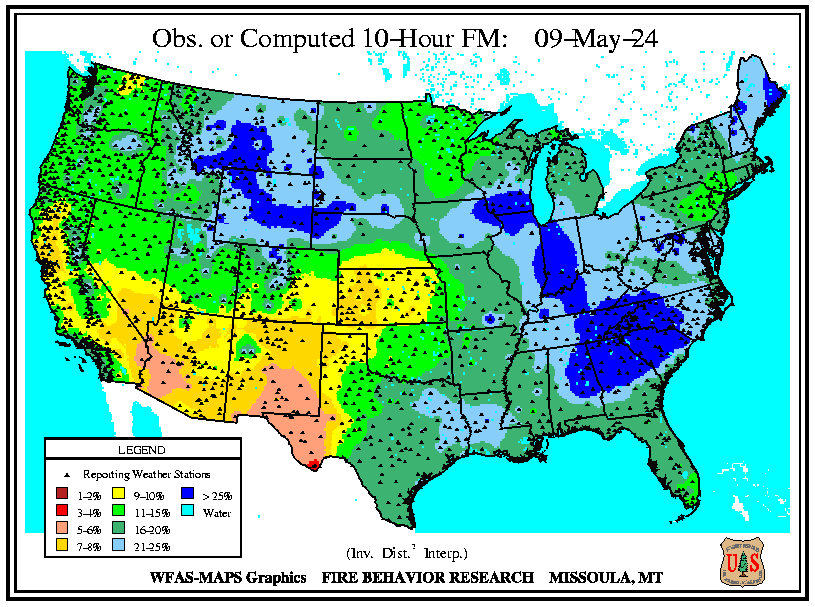 Obs. or Computed 10-Hour FM: 09-May-24
LEGEND
Reporting Weather Stations
1-2% 9-10% > 25%
3-4% 11-15% Water
5-6% 16-20%
7-8% 21-25%
(Inv. Dist.² Interp.)
WFAS-MAPS Graphics FIRE BEHAVIOR RESEARCH MISSOULA, MT
U S